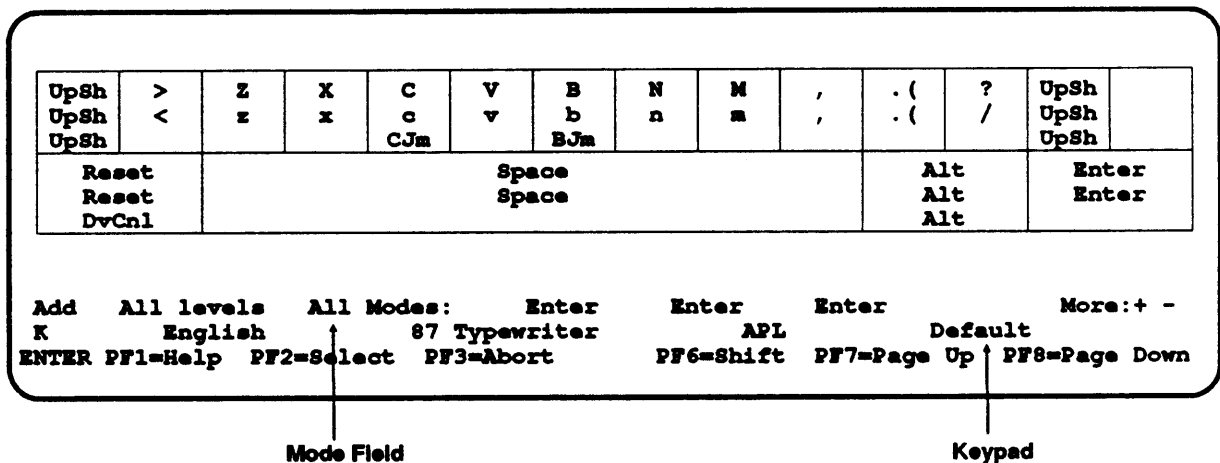 UpSh > Z X C V B N M , .( ? UpSh
UpSh < z x c v b n m , .( / UpSh
UpSh CJm BJm UpSh
Reset Space Alt Enter
Reset Space Alt Enter
DvCnl Alt
Add All levels All Modes: Enter Enter Enter More:+ -
K English 87 Typewriter APL Default
ENTER PF1=Help PF2=Select PF3=Abort PF6=Shift PF7=Page Up PF8=Page Down
Mode Field Keypad